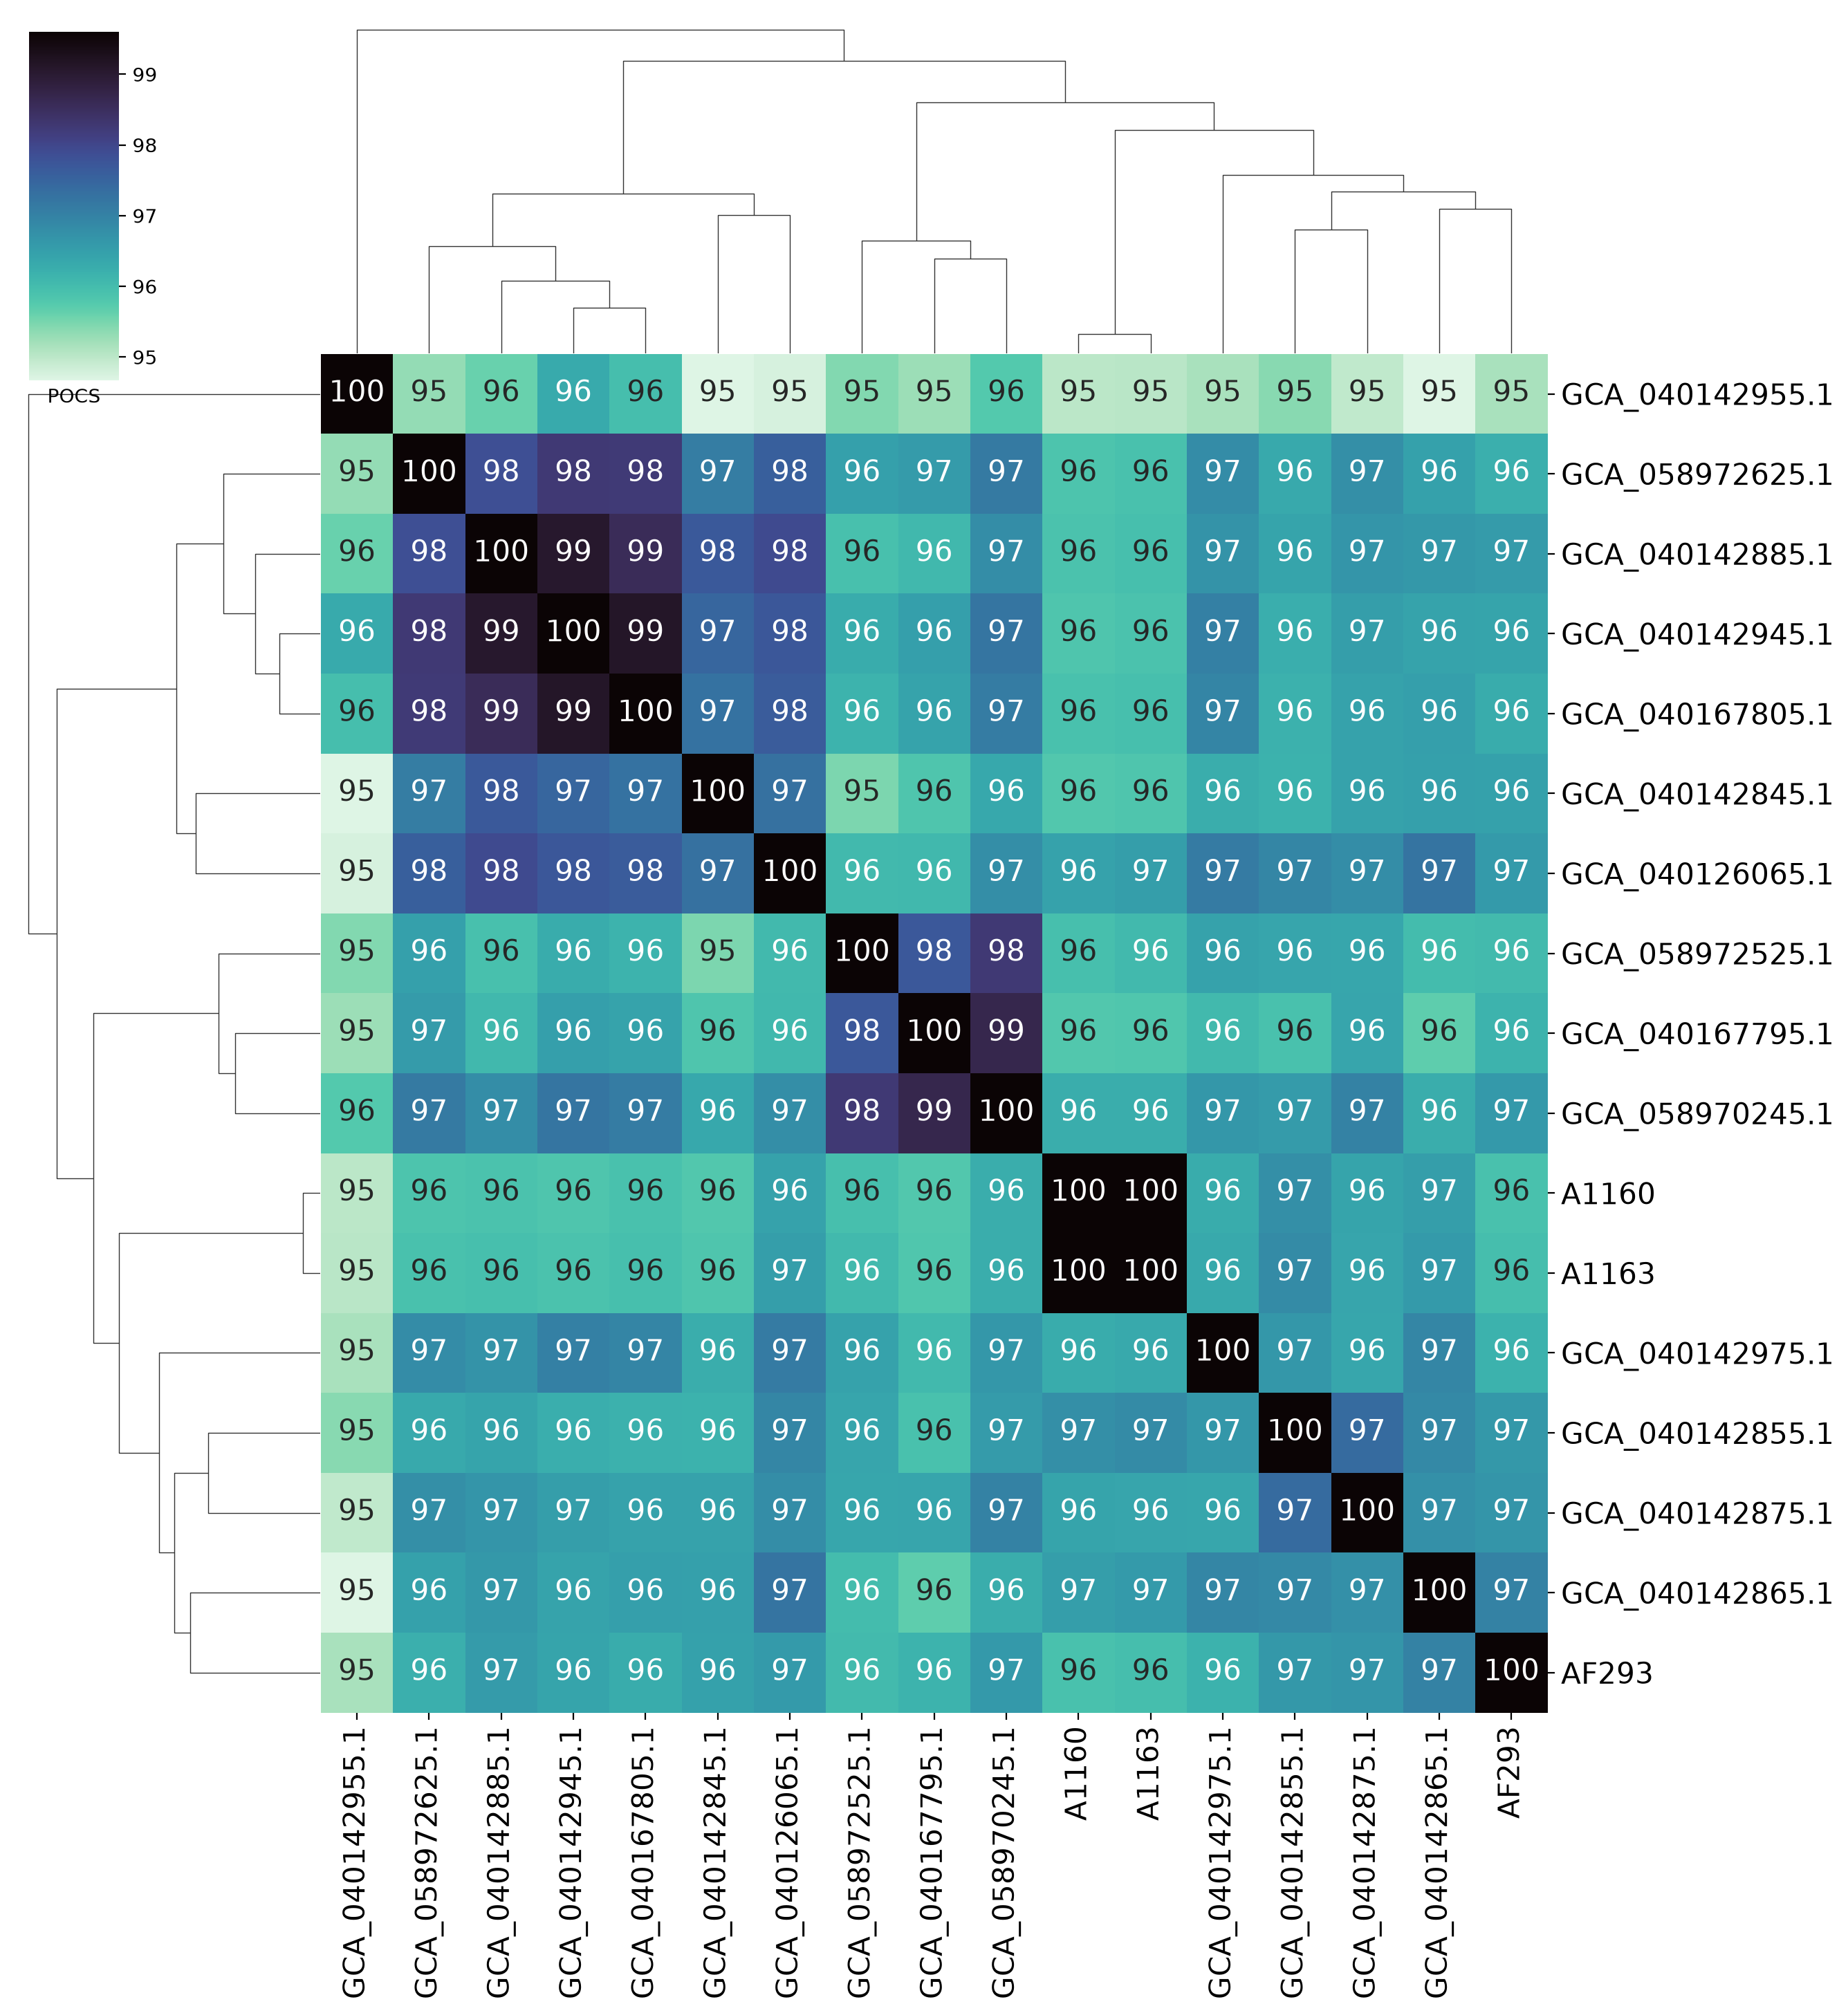 99
98
97
96
95
POCS
100 95 96 96 96 95 95 95 95 96 95 95 95 95 95 95 95 GCA_040142955.1
95 100 98 98 98 97 98 96 97 97 96 96 97 96 97 96 96 GCA_058972625.1
96 98 100 99 99 98 98 96 96 97 96 96 97 96 97 97 97 GCA_040142885.1
96 98 99 100 99 97 98 96 96 97 96 96 97 96 97 96 96 GCA_040142945.1
96 98 99 99 100 97 98 96 96 97 96 96 97 96 96 96 96 GCA_040167805.1
95 97 98 97 97 100 97 95 96 96 96 96 96 96 96 96 96 GCA_040142845.1
95 98 98 98 98 97 100 96 96 97 96 97 97 97 97 97 97 GCA_040126065.1
95 96 96 96 96 95 96 100 98 98 96 96 96 96 96 96 96 GCA_058972525.1
95 97 96 96 96 96 96 98 100 99 96 96 96 96 96 96 96 GCA_040167795.1
96 97 97 97 97 96 97 98 99 100 96 96 97 97 97 96 97 GCA_058970245.1
95 96 96 96 96 96 96 96 96 96 100 100 96 97 96 97 96 A1160
95 96 96 96 96 96 97 96 96 96 100 100 96 97 96 97 96 A1163
95 97 97 97 97 96 97 96 96 97 96 96 100 97 96 97 96 GCA_040142975.1
95 96 96 96 96 96 97 96 96 97 97 97 97 100 97 97 97 GCA_040142855.1
95 97 97 97 96 96 97 96 96 97 96 96 96 97 100 97 97 GCA_040142875.1
95 96 97 96 96 96 97 96 96 96 97 97 97 97 97 100 97 GCA_040142865.1
95 96 97 96 96 96 97 96 96 97 96 96 96 97 97 97 100 AF293
GCA_040142955.1
GCA_058972625.1
GCA_040142885.1
GCA_040142945.1
GCA_040167805.1
GCA_040142845.1
GCA_040126065.1
GCA_058972525.1
GCA_040167795.1
GCA_058970245.1
A1160
A1163
GCA_040142975.1
GCA_040142855.1
GCA_040142875.1
GCA_040142865.1
AF293